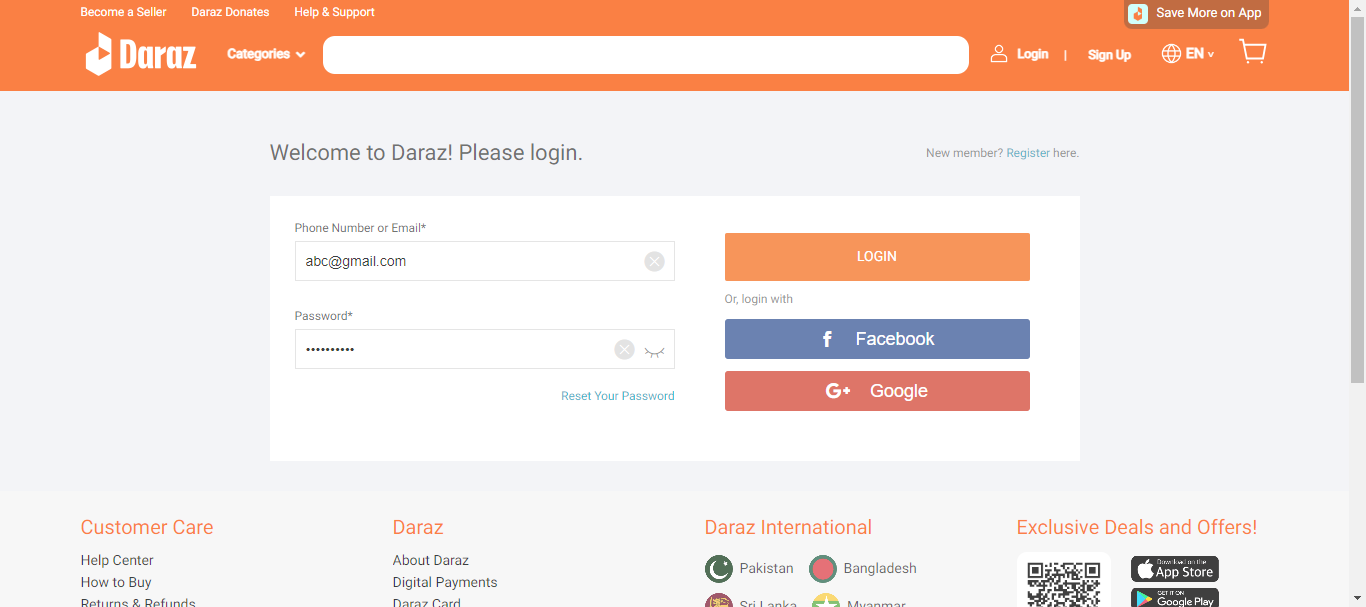 Become a Seller Daraz Donates Help & Support Save More on App
Daraz Categories Login | Sign Up EN
Welcome to Daraz! Please login. New member? Register here.
Phone Number or Email*
abc@gmail.com
Password*
••••••••••
Reset Your Password
LOGIN
Or, login with
f Facebook
G+ Google
Customer Care
Help Center
How to Buy
Returns & Refunds
Daraz
About Daraz
Digital Payments
Daraz Card
Daraz International
Pakistan Bangladesh
Sri Lanka Myanmar
Exclusive Deals and Offers!
Download on the
App Store
GET IT ON
Google Play